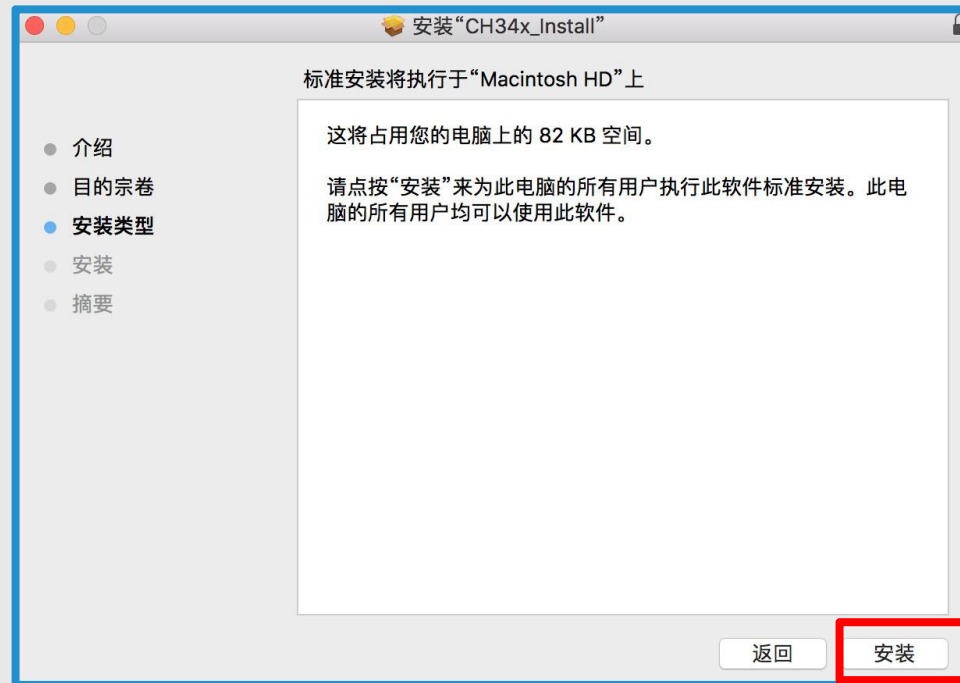 安装“CH34x_Install”
标准安装将执行于“Macintosh HD”上
介绍
目的宗卷
安装类型
安装
摘要
这将占用您的电脑上的 82 KB 空间。
请点按“安装”来为此电脑的所有用户执行此软件标准安装。此电
脑的所有用户均可以使用此软件。
返回
安装